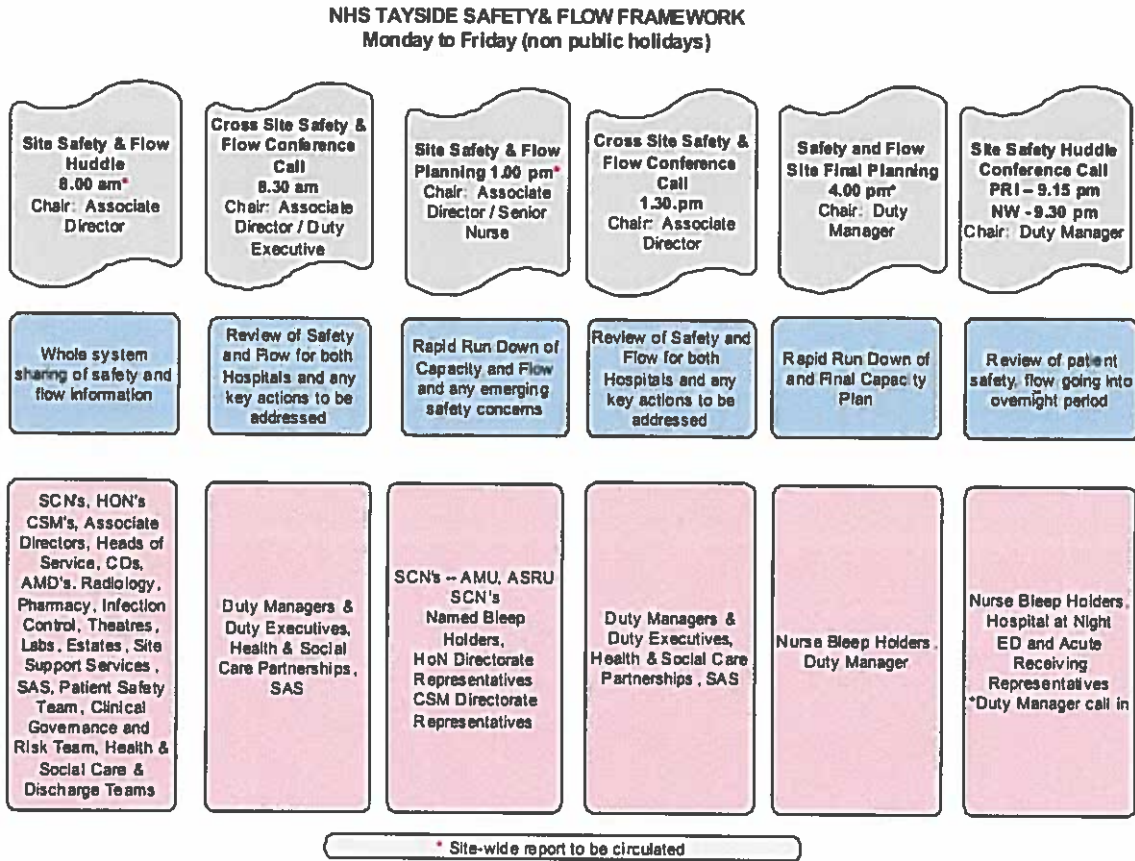 NHS TAYSIDE SAFETY& FLOW FRAMEWORK
Monday to Friday (non public holidays)
Site Safety & Flow
Huddle
8.00 am*
Chair: Associate
Director
Cross Site Safety &
Flow Conference
Call
8.30 am
Chair: Associate
Director / Duty
Executive
Site Safety & Flow
Planning 1.00 pm*
Chair: Associate
Director / Senior
Nurse
Cross Site Safety &
Flow Conference
Call
1.30.pm
Chair: Associate
Director
Safety and Flow
Site Final Planning
4.00 pm*
Chair: Duty
Manager
Site Safety Huddle
Conference Call
PRI – 9.15 pm
NW - 9.30 pm
Chair: Duty Manager
Whole system
sharing of safety and
flow information
Review of Safety
and Flow for both
Hospitals and any
key actions to be
addressed
Rapid Run Down of
Capacity and Flow
and any emerging
safety concerns
Review of Safety and
Flow for both
Hospitals and any
key actions to be
addressed
Rapid Run Down of
and Final Capacity
Plan
Review of patient
safety, flow going into
overnight period
SCN's, HON's
CSM's, Associate
Directors, Heads of
Service, CDs,
AMD's. Radiology,
Pharmacy, Infection
Control, Theatres,
Labs, Estates, Site
Support Services,
SAS, Patient Safety
Team, Clinical
Governance and
Risk Team, Health &
Social Care &
Discharge Teams
Duty Managers &
Duty Executives,
Health & Social
Care Partnerships,
SAS
SCN's -- AMU, ASRU
SCN's
Named Bleep
Holders,
HoN Directorate
Representatives
CSM Directorate
Representatives
Duty Managers &
Duty Executives,
Health & Social Care
Partnerships, SAS
Nurse Bleep Holders,
Duty Manager
Nurse Bleep Holders,
Hospital at Night
ED and Acute
Receiving
Representatives
*Duty Manager call in
* Site-wide report to be circulated